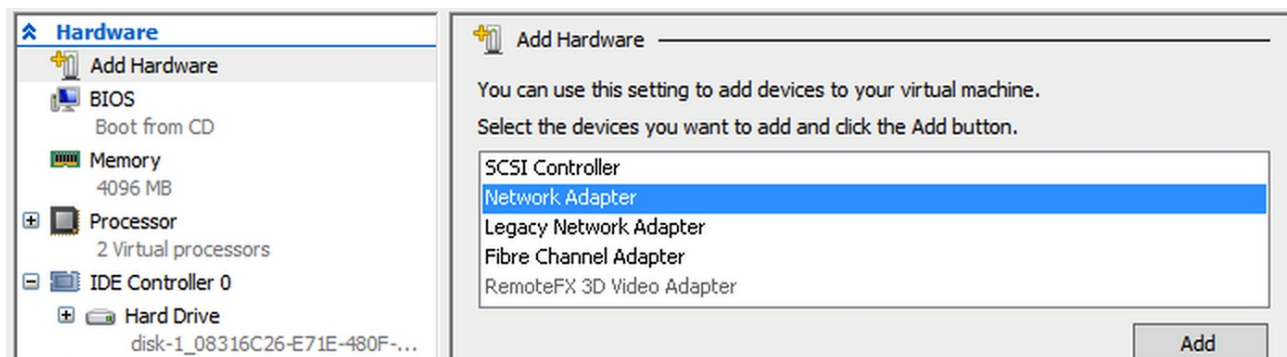 Hardware
Add Hardware
BIOS
Boot from CD
Memory
4096 MB
Processor
2 Virtual processors
IDE Controller 0
Hard Drive
disk-1_08316C26-E71E-480F-...
Add Hardware
You can use this setting to add devices to your virtual machine.
Select the devices you want to add and click the Add button.
SCSI Controller
Network Adapter
Legacy Network Adapter
Fibre Channel Adapter
RemoteFX 3D Video Adapter
Add